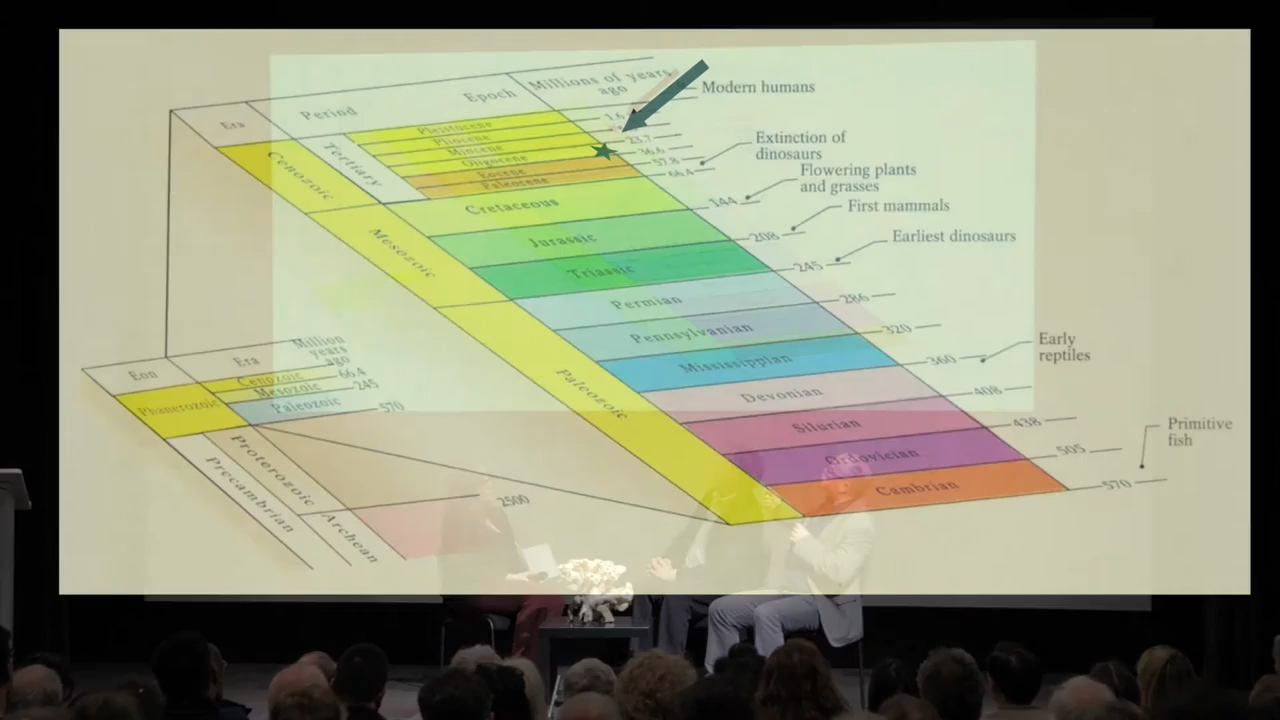 Era
Period
Epoch
Millions of years
ago
Cenozoic
Tertiary
Pleistocene
Pliocene
Miocene
Oligocene
Eocene
Paleocene
1.6
23.7
36.6
57.8
66.4
Modern humans
Extinction of
dinosaurs
Mesozoic
Cretaceous
144
Flowering plants
and grasses
Jurassic
208
First mammals
Triassic
245
Earliest dinosaurs
Paleozoic
Permian
286
Pennsylvanian
320
Mississippian
360
Early
reptiles
Devonian
408
Silurian
438
Ordovician
505
Primitive
fish
Cambrian
570
Eon
Era
Million
years
ago
Phanerozoic
Cenozoic
66.4
Mesozoic
245
Paleozoic
570
Precambrian
Proterozoic
2500
Archean